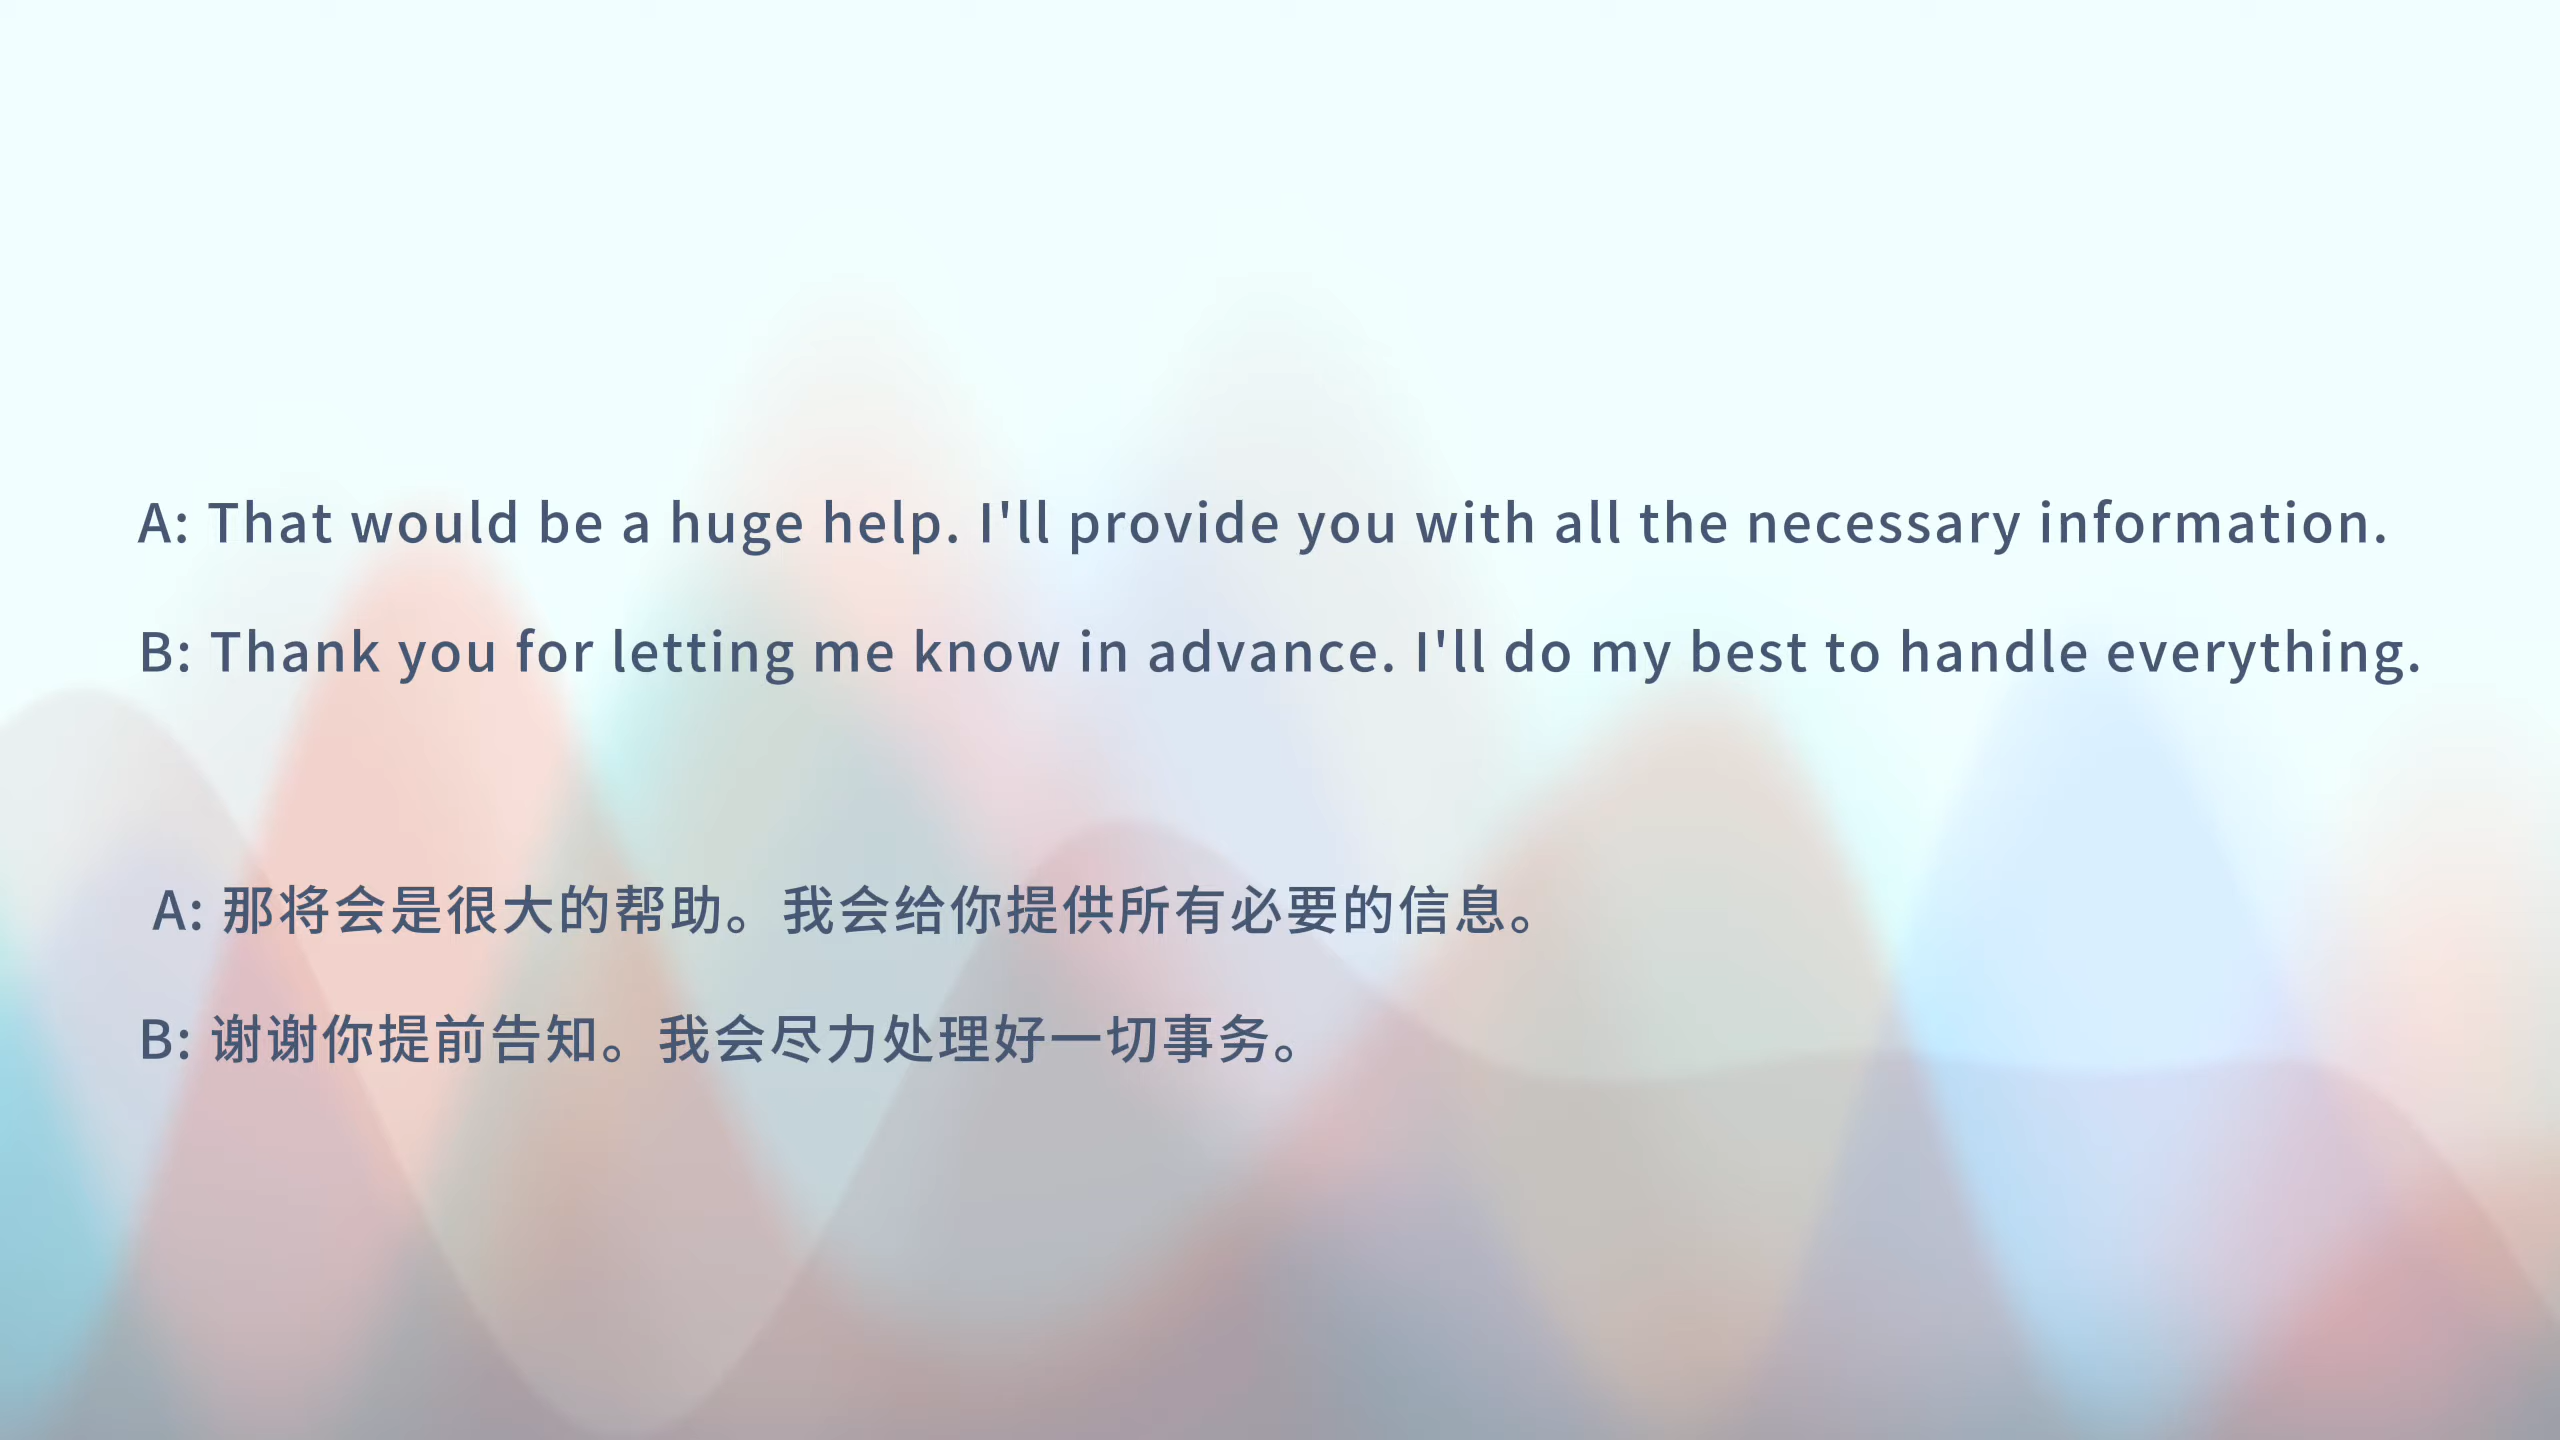 A: That would be a huge help. I'll provide you with all the necessary information.
B: Thank you for letting me know in advance. I'll do my best to handle everything.
A: 那将会是很大的帮助。我会给你提供所有必要的信息。
B: 谢谢你提前告知。我会尽力处理好一切事务。